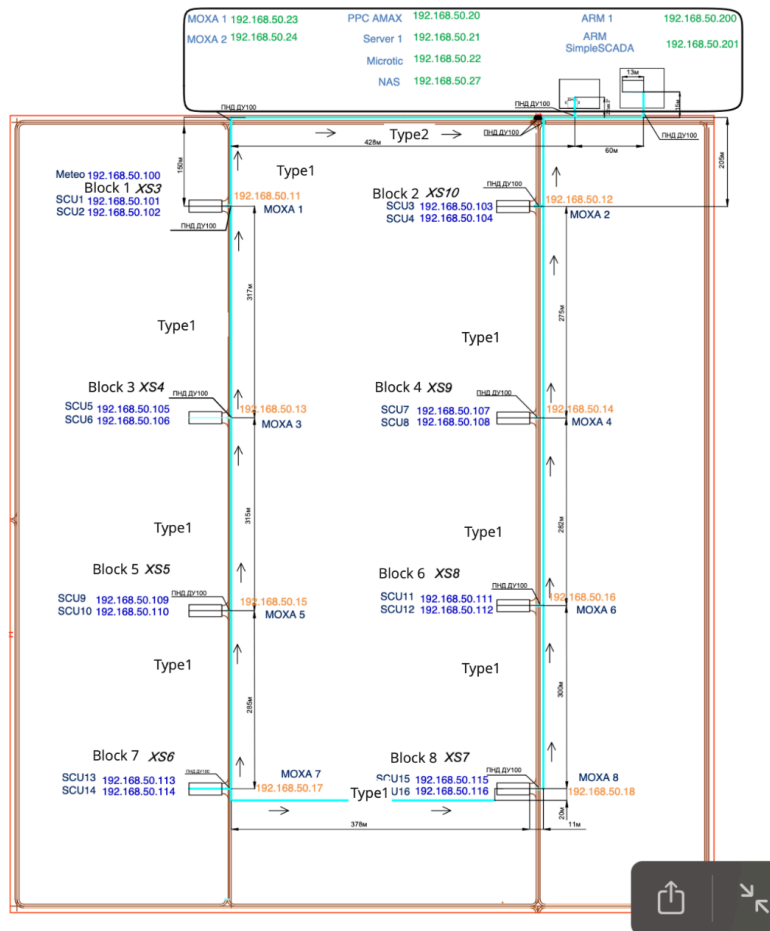 MOXA 1 192.168.50.23
PPC AMAX 192.168.50.20
ARM 1 192.168.50.200
MOXA 2 192.168.50.24
Server 1 192.168.50.21
ARM SimpleSCADA 192.168.50.201
Microtic 192.168.50.22
NAS 192.168.50.27
13м
15м
ПНД ДУ100
ПНД ДУ100
ПНД ДУ100
ПНД ДУ100
Type2
428м
60м
150м
205м
Type1
Meteo 192.168.50.100
Block 1 XS3
SCU1 192.168.50.101
SCU2 192.168.50.102
192.168.50.11
MOXA 1
ПНД ДУ100
Block 2 XS10
ПНД ДУ100
SCU3 192.168.50.103
SCU4 192.168.50.104
192.168.50.12
MOXA 2
317м
275м
Type1
Type1
Block 3 XS4
ПНД ДУ100
SCU5 192.168.50.105
SCU6 192.168.50.106
192.168.50.13
MOXA 3
Block 4 XS9
ПНД ДУ100
SCU7 192.168.50.107
SCU8 192.168.50.108
192.168.50.14
MOXA 4
315м
282м
Type1
Type1
Block 5 XS5
ПНД ДУ100
SCU9 192.168.50.109
SCU10 192.168.50.110
192.168.50.15
MOXA 5
Block 6 XS8
ПНД ДУ100
SCU11 192.168.50.111
SCU12 192.168.50.112
192.168.50.16
MOXA 6
285м
300м
Type1
Type1
Block 7 XS6
ПНД ДУ100
SCU13 192.168.50.113
SCU14 192.168.50.114
MOXA 7
192.168.50.17
Block 8 XS7
ПНД ДУ100
SCU15 192.168.50.115
U16 192.168.50.116
MOXA 8
192.168.50.18
Type1
20м
378м
11м